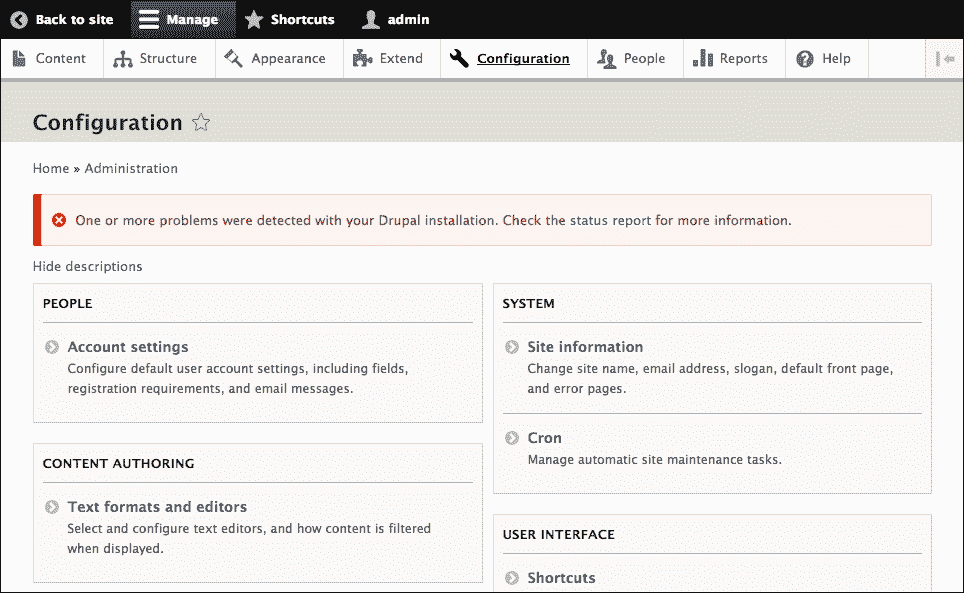 Back to site Manage Shortcuts admin
Content Structure Appearance Extend Configuration People Reports Help
Configuration
Home » Administration
One or more problems were detected with your Drupal installation. Check the status report for more information.
Hide descriptions
PEOPLE
Account settings
Configure default user account settings, including fields,
registration requirements, and email messages.
CONTENT AUTHORING
Text formats and editors
Select and configure text editors, and how content is filtered
when displayed.
SYSTEM
Site information
Change site name, email address, slogan, default front page,
and error pages.
Cron
Manage automatic site maintenance tasks.
USER INTERFACE
Shortcuts